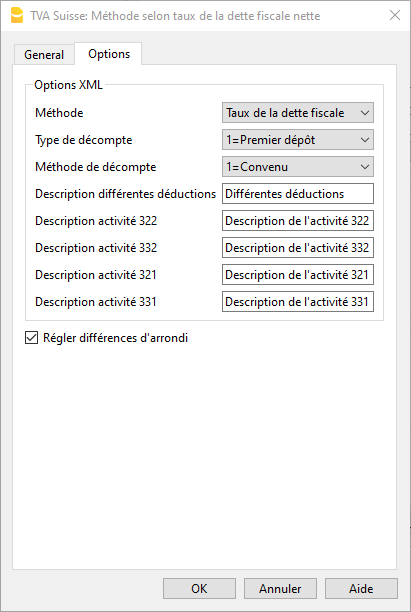 TVA Suisse: Méthode selon taux de la dette fiscale nette
General
Options
Options XML
Méthode Taux de la dette fiscale
Type de décompte 1=Premier dépôt
Méthode de décompte 1=Convenu
Description différentes déductions Différentes déductions
Description activité 322 Description de l'activité 322
Description activité 332 Description de l'activité 332
Description activité 321 Description de l'activité 321
Description activité 331 Description de l'activité 331
Régler différences d'arrondi
OK Annuler Aide